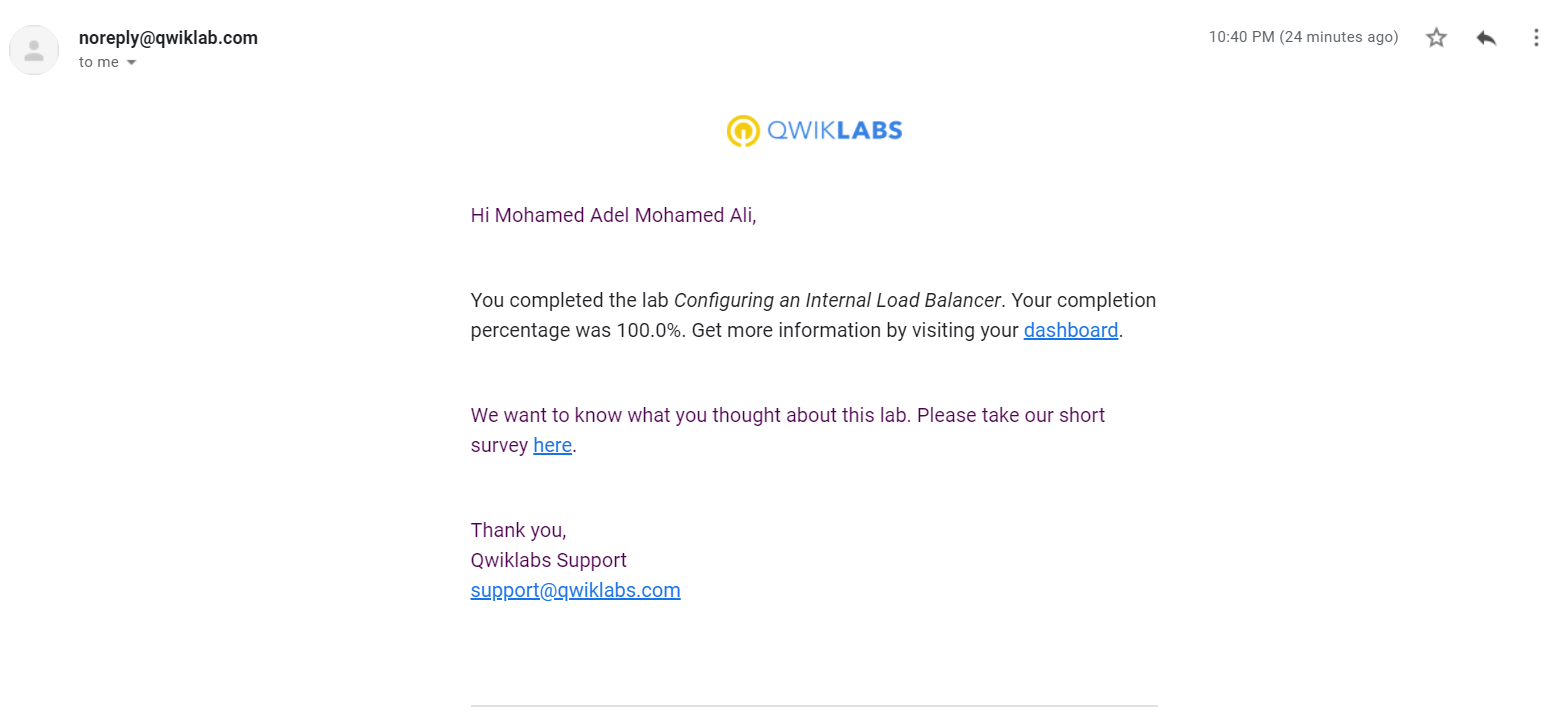 noreply@qwiklab.com
10:40 PM (24 minutes ago)
to me
QWIKLABS
Hi Mohamed Adel Mohamed Ali,
You completed the lab Configuring an Internal Load Balancer. Your completion
percentage was 100.0%. Get more information by visiting your dashboard.
We want to know what you thought about this lab. Please take our short
survey here.
Thank you,
Qwiklabs Support
support@qwiklabs.com